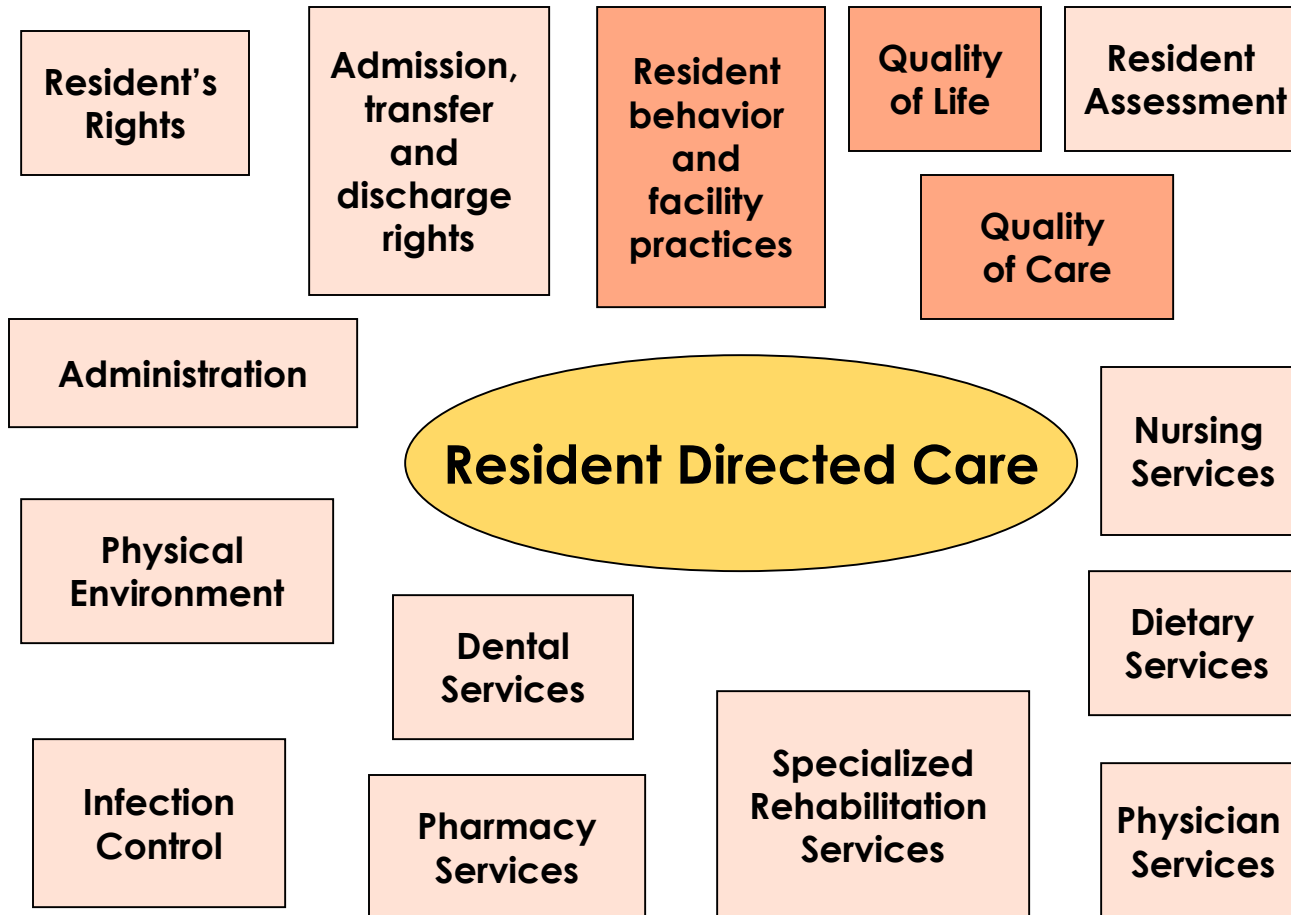 Resident's
Rights
Admission,
transfer
and
discharge
rights
Resident
behavior
and
facility
practices
Quality
of Life
Resident
Assessment
Quality
of Care
Administration
Resident Directed Care
Nursing
Services
Physical
Environment
Dental
Services
Dietary
Services
Infection
Control
Pharmacy
Services
Specialized
Rehabilitation
Services
Physician
Services